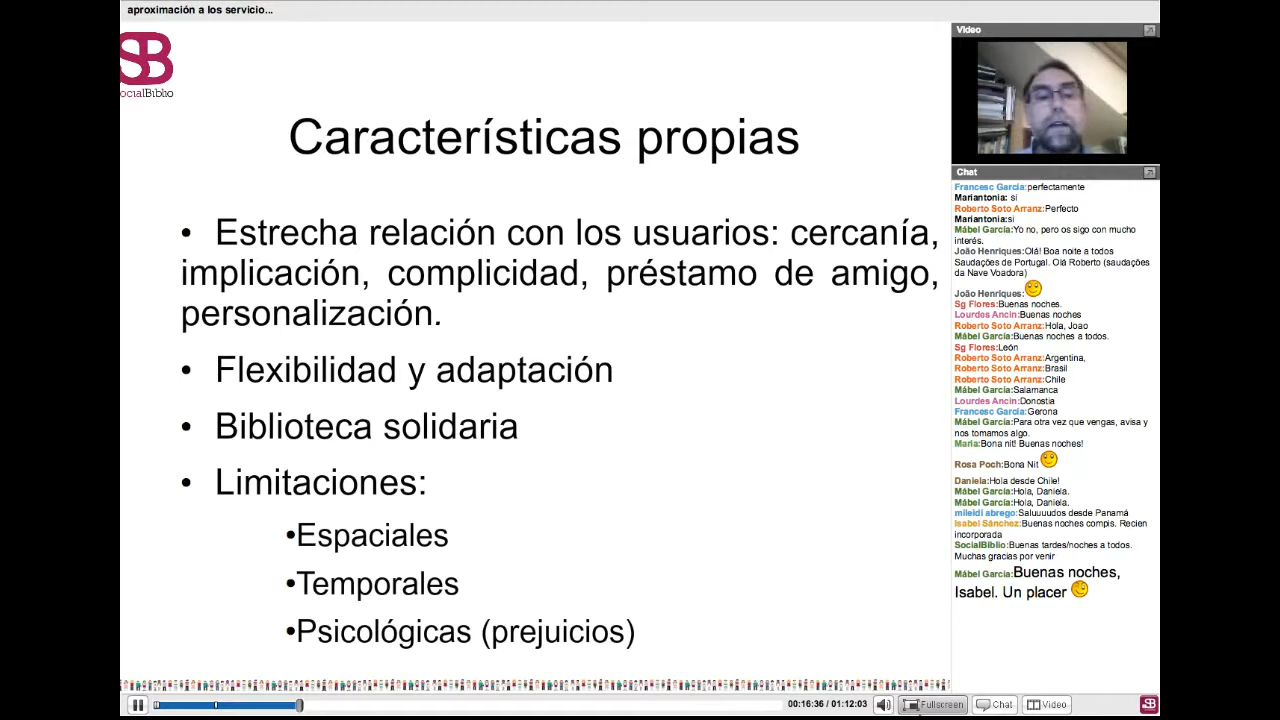 aproximación a los servicio...
SB
ocialBiblio
Características propias
• Estrecha relación con los usuarios: cercanía,
implicación, complicidad, préstamo de amigo,
personalización.
• Flexibilidad y adaptación
• Biblioteca solidaria
• Limitaciones:
•Espaciales
•Temporales
•Psicológicas (prejuicios)
Video
Chat
Francesc García:perfectamente
Mariantonia: si
Roberto Soto Arranz:Perfecto
Mariantonia:si
Mábel García:Yo no, pero os sigo con mucho
interés.
João Henriques:Olá! Boa noite a todos
Saudações de Portugal. Olá Roberto (saudações
da Nave Voadora)
João Henriques:
Sg Flores:Buenas noches.
Lourdes Ancin:Buenas noches
Roberto Soto Arranz:Hola, Joao
Mábel García:Buenas noches a todos.
Sg Flores:León
Roberto Soto Arranz:Argentina,
Roberto Soto Arranz:Brasil
Roberto Soto Arranz:Chile
Mábel García:Salamanca
Lourdes Ancin:Donostia
Francesc García:Gerona
Mábel García:Para otra vez que vengas, avisa y
nos tomamos algo.
Maria:Bona nit! Buenas noches!
Rosa Poch:Bona Nit
Daniela:Hola desde Chile!
Mábel García:Hola, Daniela.
Mábel García:Hola, Daniela.
mileidi abrego:Saluuuudos desde Panamá
Isabel Sánchez:Buenas noches compis. Recien
incorporada
SocialBiblio:Buenas tardes/noches a todos.
Muchas gracias por venir
Mábel García:Buenas noches,
Isabel. Un placer
00:16:36 / 01:12:03
Fullscreen
Chat
Video
SB